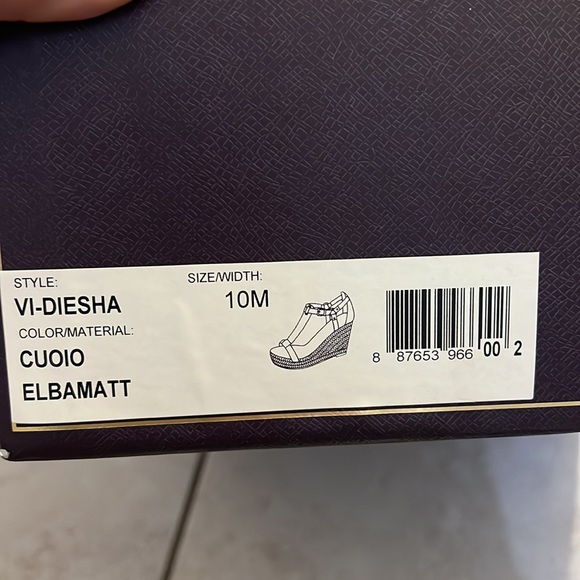 STYLE:
VI-DIESHA
COLOR/MATERIAL:
CUOIO
ELBAMATT
SIZE/WIDTH:
10M
8 87653 966 00 2